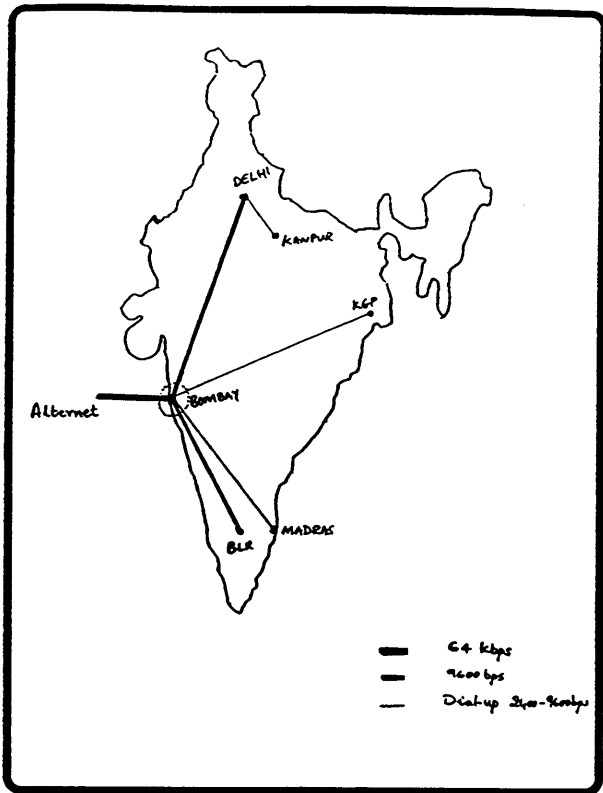 DELHI
KANPUR
KGP
BOMBAY
Alternet
MADRAS
BLR
64 kbps
9600 bps
Dial-up 2400-9600bps